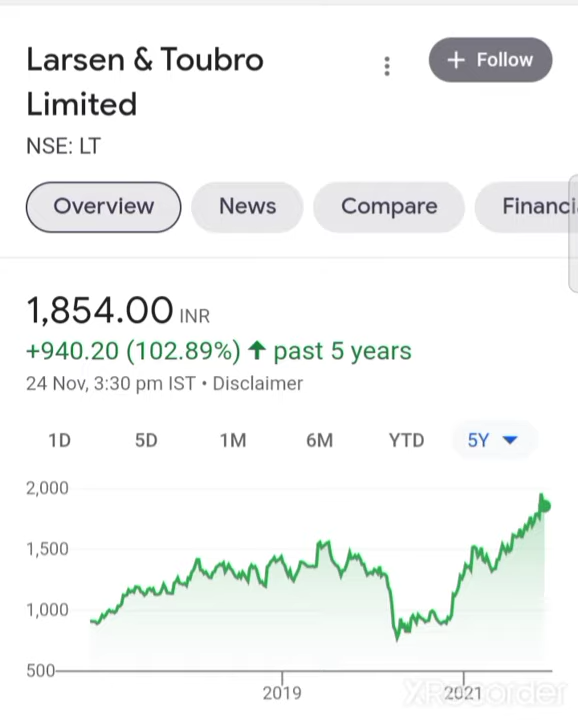 Larsen & Toubro
Limited
+ Follow
NSE: LT
Overview News Compare Financi
1,854.00 INR
+940.20 (102.89%) ↑ past 5 years
24 Nov, 3:30 pm IST • Disclaimer
1D 5D 1M 6M YTD 5Y
2,000
1,500
1,000
500
2019 2021
XRecorder